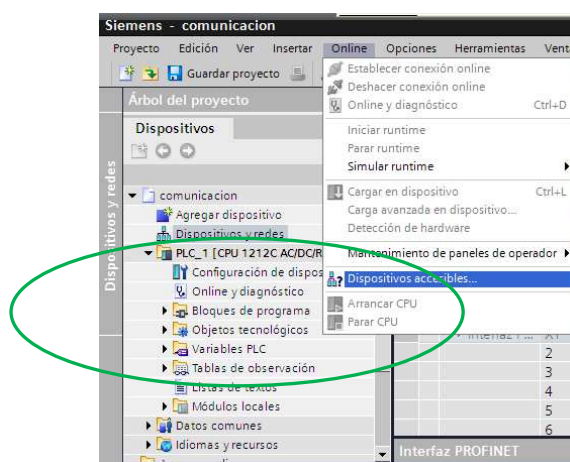 Siemens - comunicacion
Proyecto Edición Ver Insertar Online Opciones Herramientas Vent
Guardar proyecto
Árbol del proyecto
Dispositivos
Dispositivos y redes
comunicacion
Agregar dispositivo
Dispositivos y redes
PLC_1 [CPU 1212C AC/DC/R
Configuración de dispos
Online y diagnóstico
Bloques de programa
Objetos tecnológicos
Variables PLC
Tablas de observación
Listas de textos
Módulos locales
Datos comunes
Idiomas y recursos
Establecer conexión online
Deshacer conexión online
Online y diagnóstico Ctrl+D
Iniciar runtime
Parar runtime
Simular runtime
Cargar en dispositivo Ctrl+L
Carga avanzada en dispositivo...
Detección de hardware
Mantenimiento de paneles de operador
Dispositivos accesibles...
Arrancar CPU
Parar CPU
2
3
4
5
6
Interfaz PROFINET